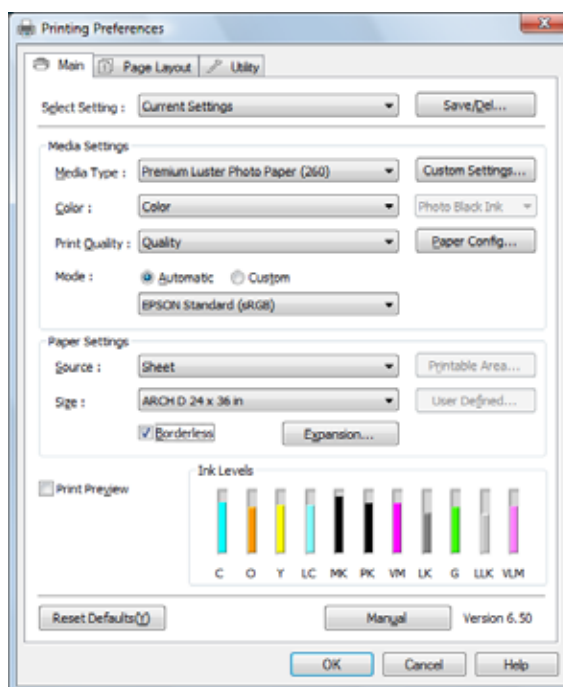 Printing Preferences
Main Page Layout Utility
Select Setting : Current Settings Save/Del...
Media Settings
Media Type : Premium Luster Photo Paper (260) Custom Settings...
Color : Color Photo Black Ink
Print Quality : Quality Paper Config...
Mode : Automatic Custom
EPSON Standard (sRGB)
Paper Settings
Source : Sheet Printable Area...
Size : ARCH D 24 x 36 in User Defined...
Borderless Expansion...
Print Preview
Ink Levels
C O Y LC MK PK VM LK G LLK VLM
Reset Defaults(Y) Manual Version 6.50
OK Cancel Help